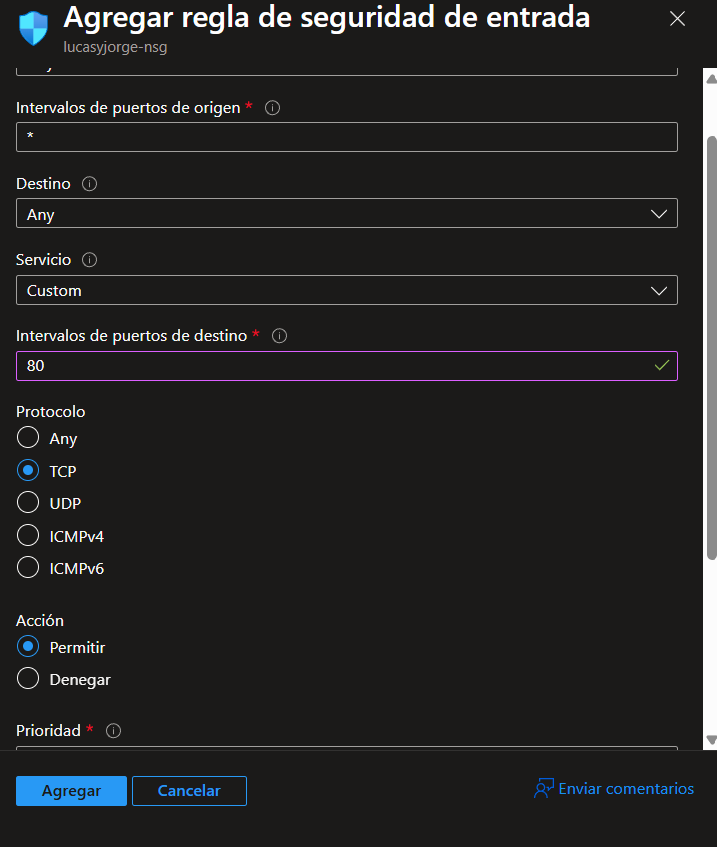 Agregar regla de seguridad de entrada
lucasyjorge-nsg
Intervalos de puertos de origen *
*
Destino
Any
Servicio
Custom
Intervalos de puertos de destino *
80
Protocolo
Any
TCP
UDP
ICMPv4
ICMPv6
Acción
Permitir
Denegar
Prioridad *
Agregar
Cancelar
Enviar comentarios